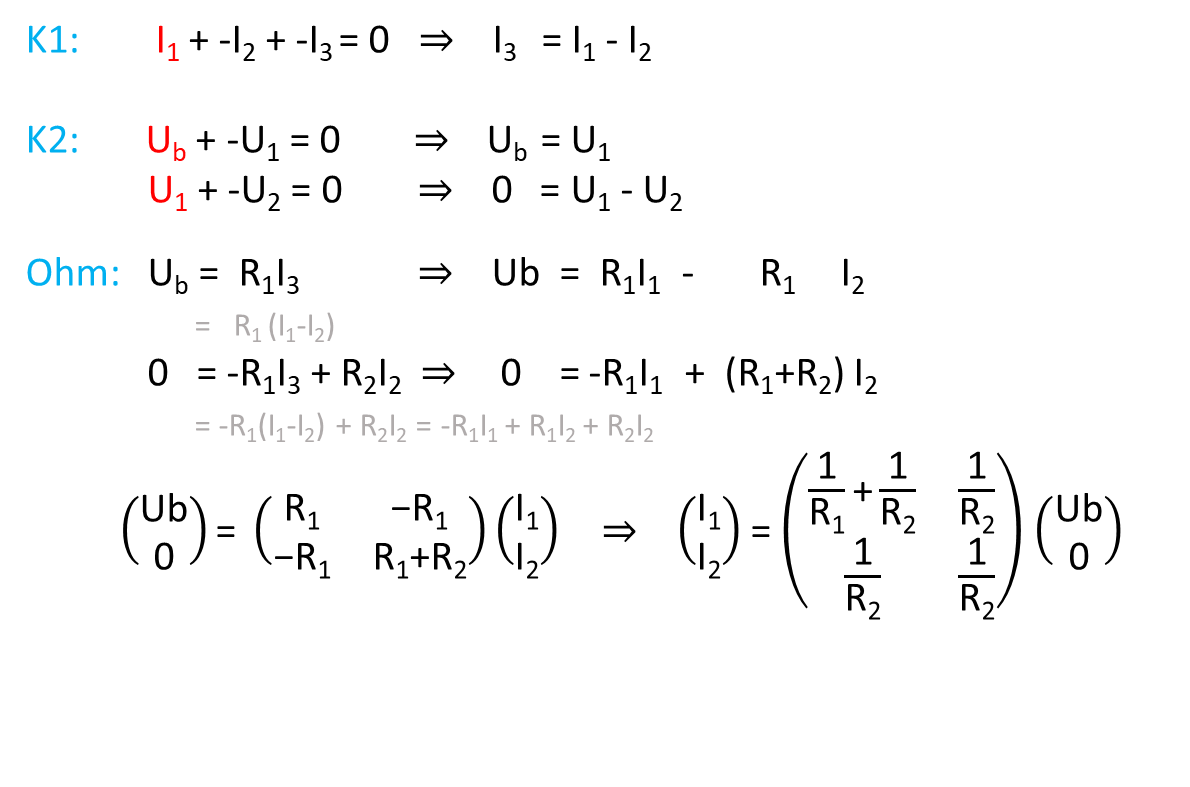 K1: I₁ + -I₂ + -I₃ = 0 ⇒ I₃ = I₁ - I₂
K2: U_b + -U₁ = 0 ⇒ U_b = U₁
U₁ + -U₂ = 0 ⇒ 0 = U₁ - U₂
Ohm: U_b = R₁I₃ ⇒ Ub = R₁I₁ - R₁ I₂
= R₁(I₁-I₂)
0 = -R₁I₃ + R₂I₂ ⇒ 0 = -R₁I₁ + (R₁+R₂) I₂
= -R₁(I₁-I₂) + R₂I₂ = -R₁I₁ + R₁I₂ + R₂I₂
(Ub 0) = (R₁ −R₁ −R₁ R₁+R₂) (I₁ I₂) ⇒ (I₁ I₂) = (1/R₁ + 1/R₂ 1/R₂ 1/R₂ 1/R₂) (Ub 0)